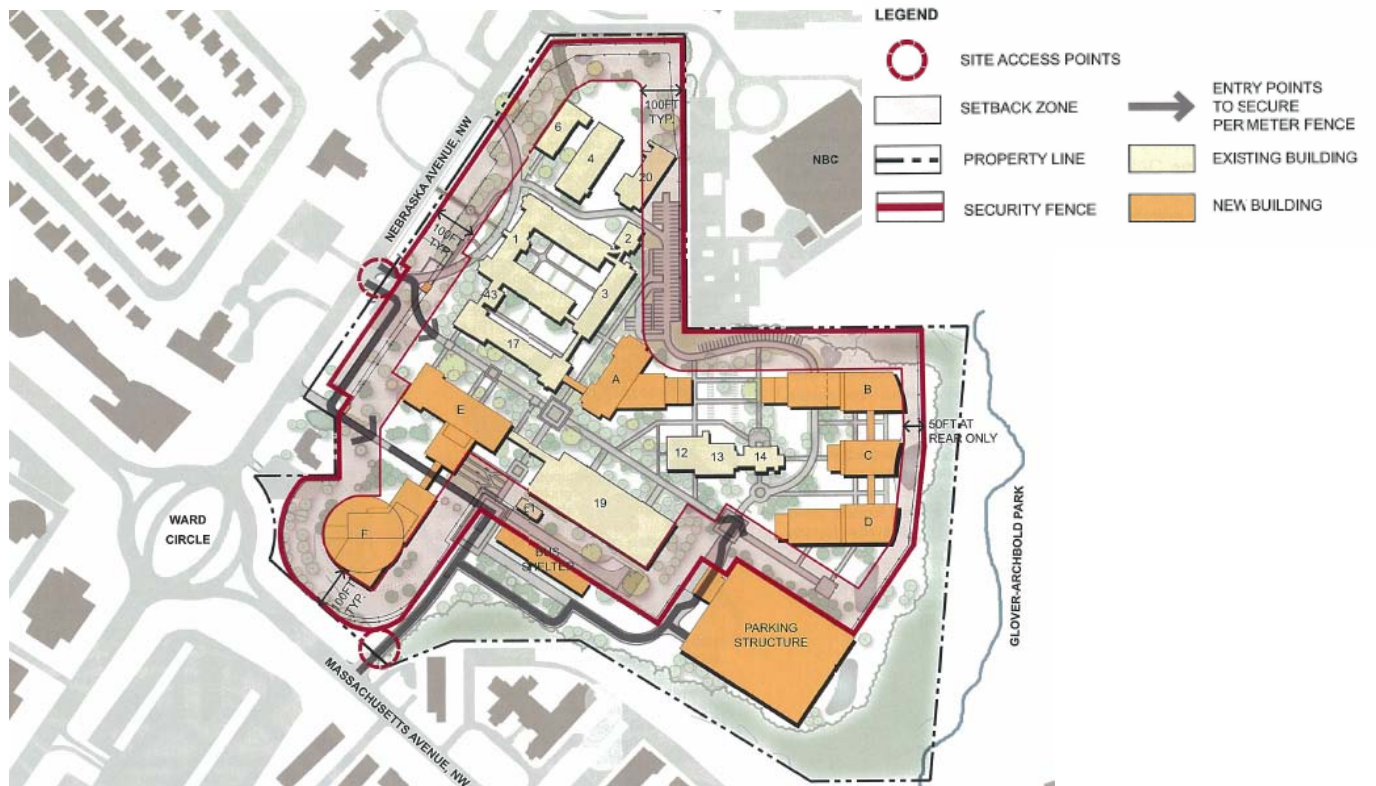 LEGEND
SITE ACCESS POINTS
SETBACK ZONE
PROPERTY LINE
SECURITY FENCE
ENTRY POINTS
TO SECURE
PERIMETER FENCE
EXISTING BUILDING
NEW BUILDING
NEBRASKA AVENUE, NW
100FT
TYP.
NBC
6
4
20
100FT
TYP.
1
2
3
43
17
A
B
E
50FT AT
REAR ONLY
12
13
14
C
D
19
WARD
CIRCLE
F
BUS
SHELTER
100FT
TYP.
PARKING
STRUCTURE
GLOVER-ARCHBOLD PARK
MASSACHUSETTS AVENUE, NW